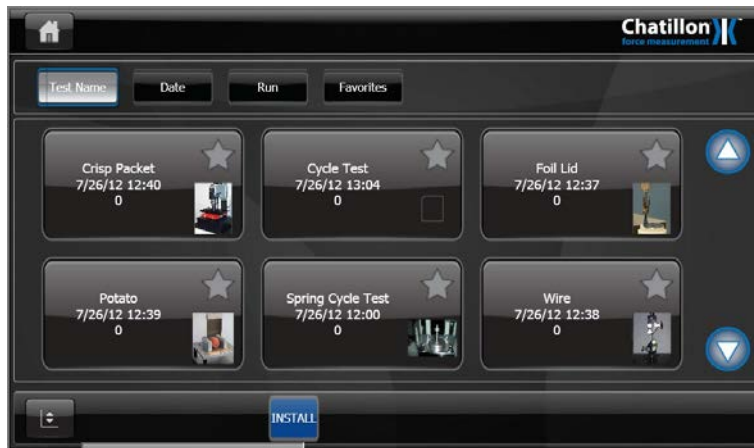 Chatillon
force measurement
Test Name
Date
Run
Favorites
Crisp Packet
7/26/12 12:40
0
Cycle Test
7/26/12 13:04
0
Foil Lid
7/26/12 12:37
0
Potato
7/26/12 12:39
0
Spring Cycle Test
7/26/12 12:00
0
Wire
7/26/12 12:38
0
INSTALL